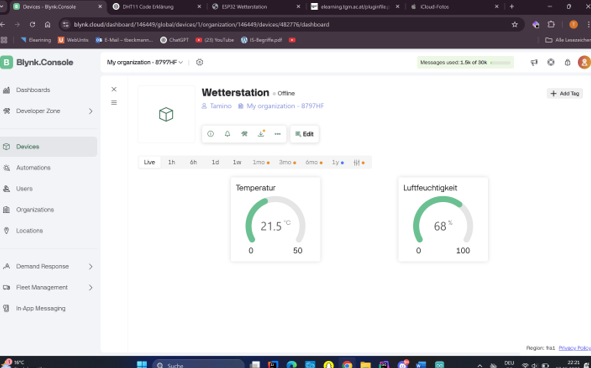 Devices - Blynk.Console
DHT11 Code Erklärung
ESP32 Wetterstation
elearning.tgm.ac.at/pluginfile.
iCloud-Fotos
blynk.cloud/dashboard/146449/global/devices/1/organization/146449/devices/482776/dashboard
Elearning
WebUntis
E-Mail – tbeckmann...
ChatGPT
(23) YouTube
IS-Begriffe.pdf
Alle Lesezeichen
B Blynk.Console
My organization - 8797HF
Messages used: 1.5k of 30k
Dashboards
Developer Zone
Devices
Automations
Users
Organizations
Locations
Demand Response
Fleet Management
In-App Messaging
Wetterstation
Offline
Add Tag
Tamino
My organization - 8797HF
Edit
Live 1h 6h 1d 1w 1mo 3mo 6mo 1y
Temperatur
21.5 °C
0 50
Luftfeuchtigkeit
68 %
0 100
Region: fra1 Privacy Policy
16°C
Suche
DEU
DE
22:21